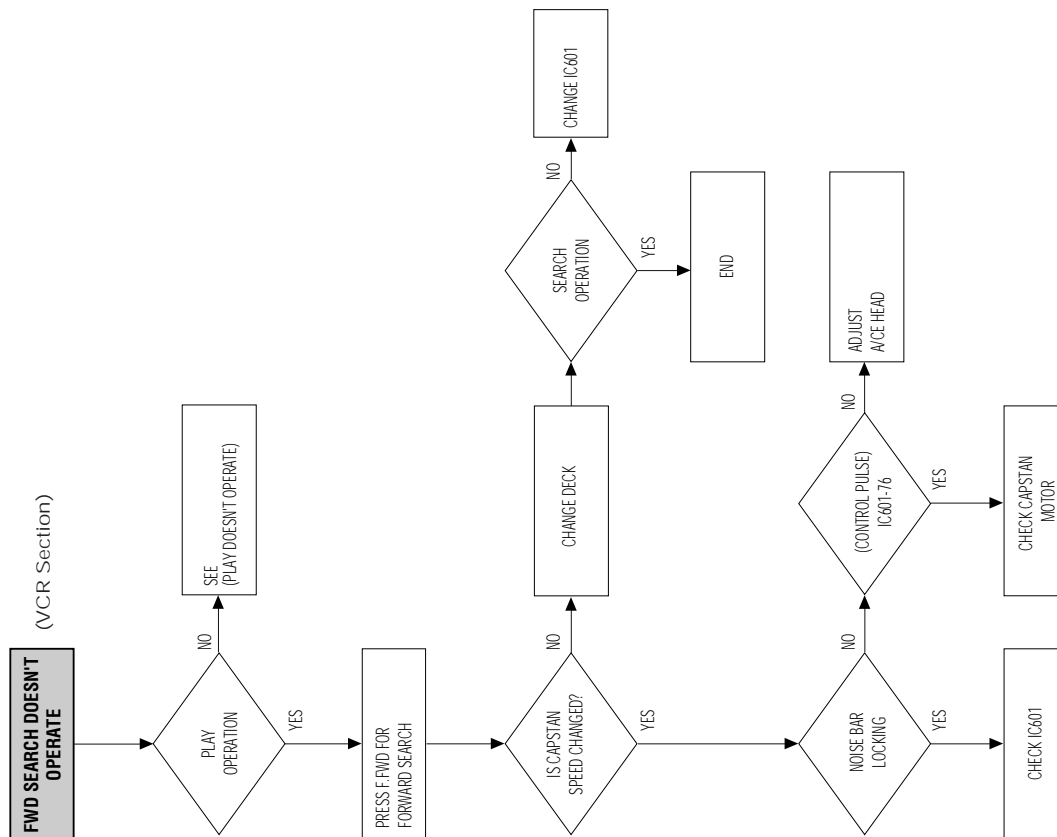 FWD SEARCH DOESN'T
OPERATE
(VCR Section)
PLAY
OPERATION
NO
SEE
(PLAY DOESN'T OPERATE)
YES
PRESS F.FWD FOR
FORWARD SEARCH
IS CAPSTAN
SPEED CHANGED?
NO
CHANGE DECK
SEARCH
OPERATION
NO
CHANGE IC601
YES
END
YES
NOISE BAR
LOCKING
NO
(CONTROL PULSE)
IC601-76
NO
ADJUST
A/CE HEAD
YES
CHECK CAPSTAN
MOTOR
YES
CHECK IC601